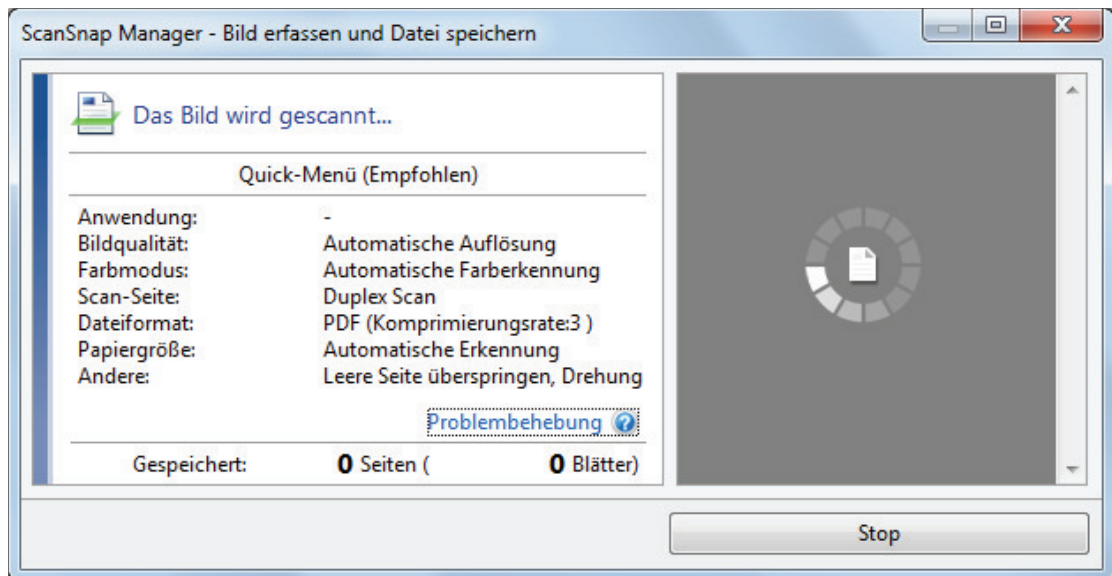 ScanSnap Manager - Bild erfassen und Datei speichern
Das Bild wird gescannt...
Quick-Menü (Empfohlen)
Anwendung: -
Bildqualität: Automatische Auflösung
Farbmodus: Automatische Farberkennung
Scan-Seite: Duplex Scan
Dateiformat: PDF (Komprimierungsrate:3 )
Papiergröße: Automatische Erkennung
Andere: Leere Seite überspringen, Drehung
Problembehebung
Gespeichert: 0 Seiten ( 0 Blätter)
Stop